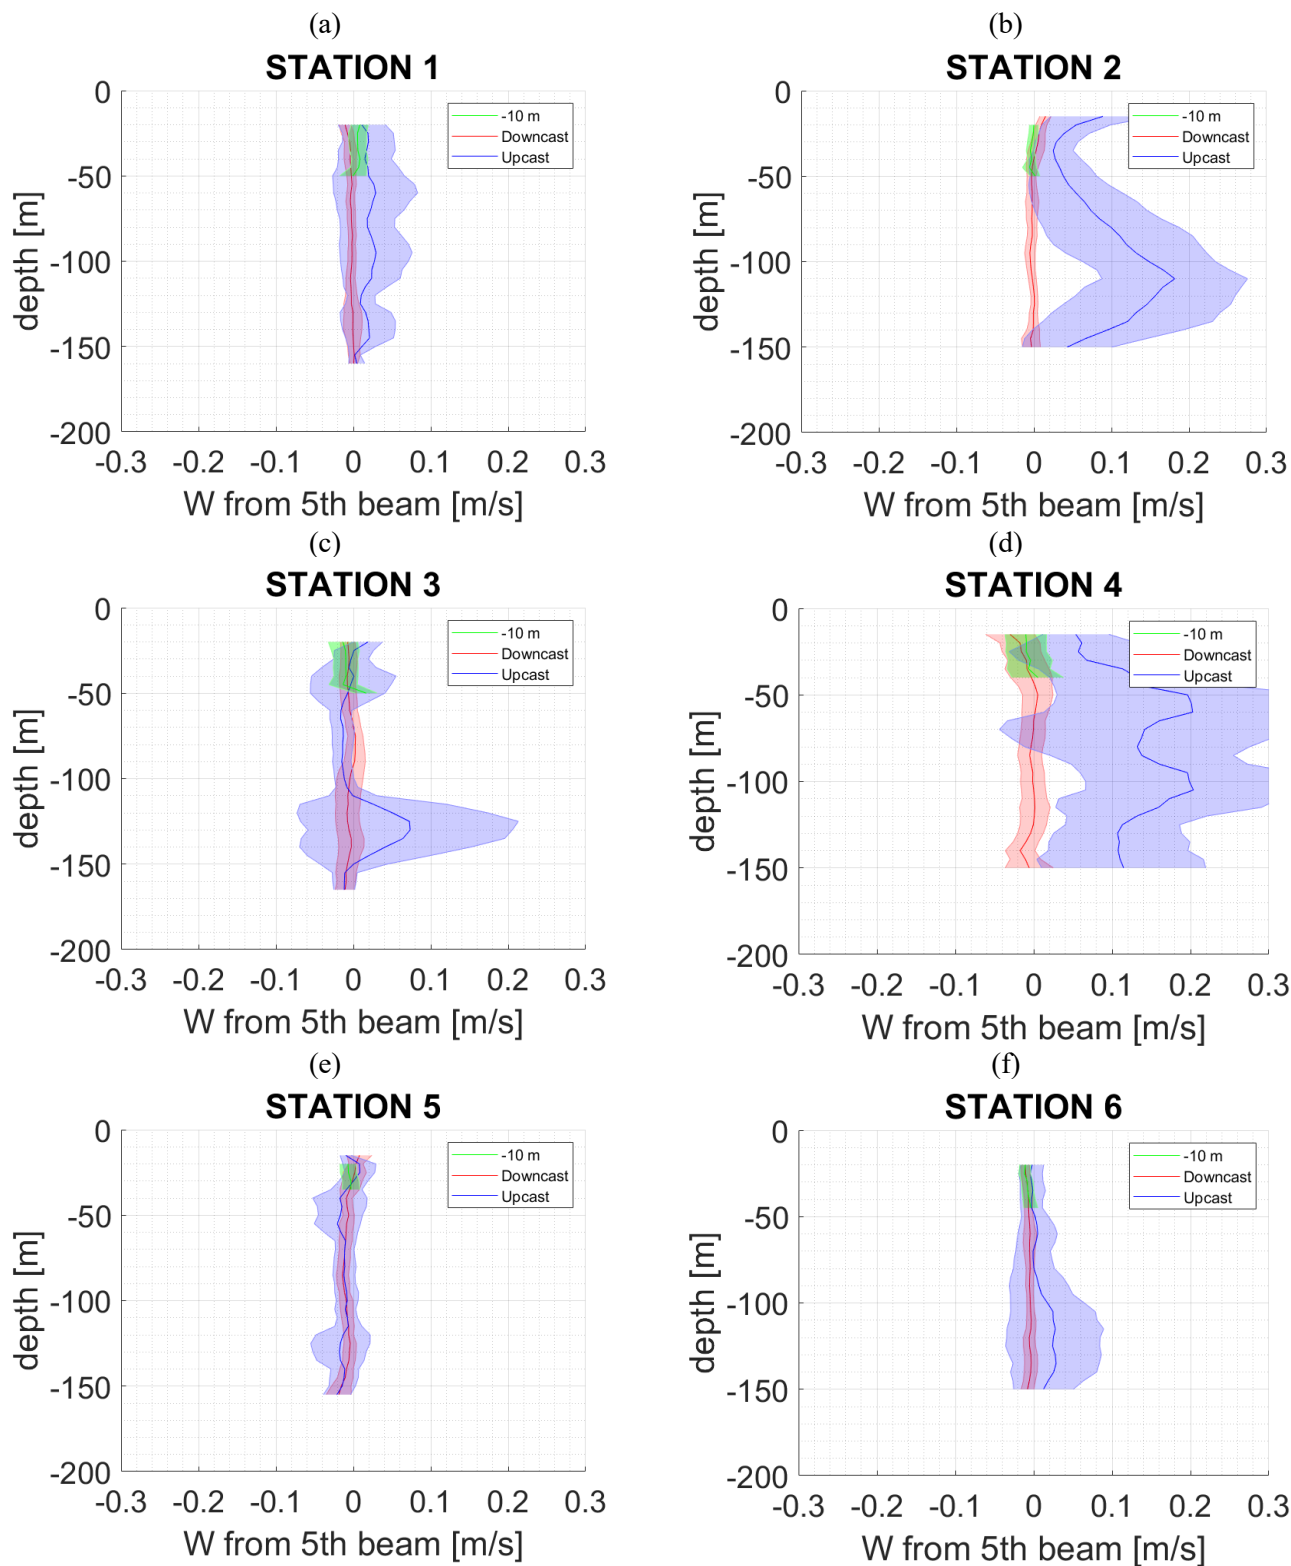 (a)
STATION 1
0
-50
-100
-150
-200
depth [m]
-0.3 -0.2 -0.1 0 0.1 0.2 0.3
W from 5th beam [m/s]
-10 m
Downcast
Upcast
(b)
STATION 2
0
-50
-100
-150
-200
depth [m]
-0.3 -0.2 -0.1 0 0.1 0.2 0.3
W from 5th beam [m/s]
-10 m
Downcast
Upcast
(c)
STATION 3
0
-50
-100
-150
-200
depth [m]
-0.3 -0.2 -0.1 0 0.1 0.2 0.3
W from 5th beam [m/s]
-10 m
Downcast
Upcast
(d)
STATION 4
0
-50
-100
-150
-200
depth [m]
-0.3 -0.2 -0.1 0 0.1 0.2 0.3
W from 5th beam [m/s]
-10 m
Downcast
Upcast
(e)
STATION 5
0
-50
-100
-150
-200
depth [m]
-0.3 -0.2 -0.1 0 0.1 0.2 0.3
W from 5th beam [m/s]
-10 m
Downcast
Upcast
(f)
STATION 6
0
-50
-100
-150
-200
depth [m]
-0.3 -0.2 -0.1 0 0.1 0.2 0.3
W from 5th beam [m/s]
-10 m
Downcast
Upcast